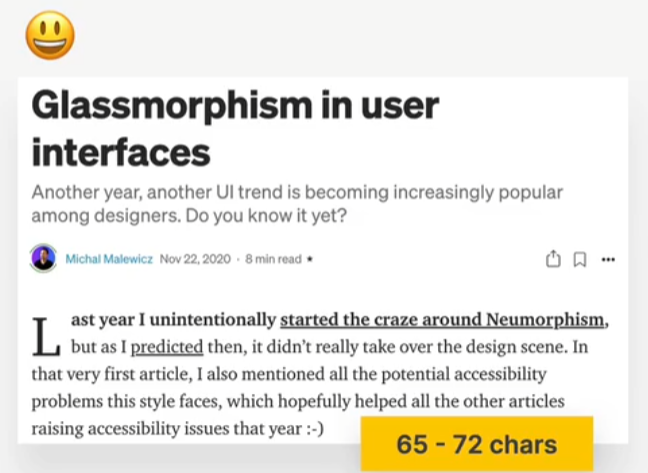 Glassmorphism in user
interfaces
Another year, another UI trend is becoming increasingly popular
among designers. Do you know it yet?
Michal Malewicz Nov 22, 2020 · 8 min read ★
Last year I unintentionally started the craze around Neumorphism,
but as I predicted then, it didn’t really take over the design scene. In
that very first article, I also mentioned all the potential accessibility
problems this style faces, which hopefully helped all the other articles
raising accessibility issues that year :-)
65 - 72 chars